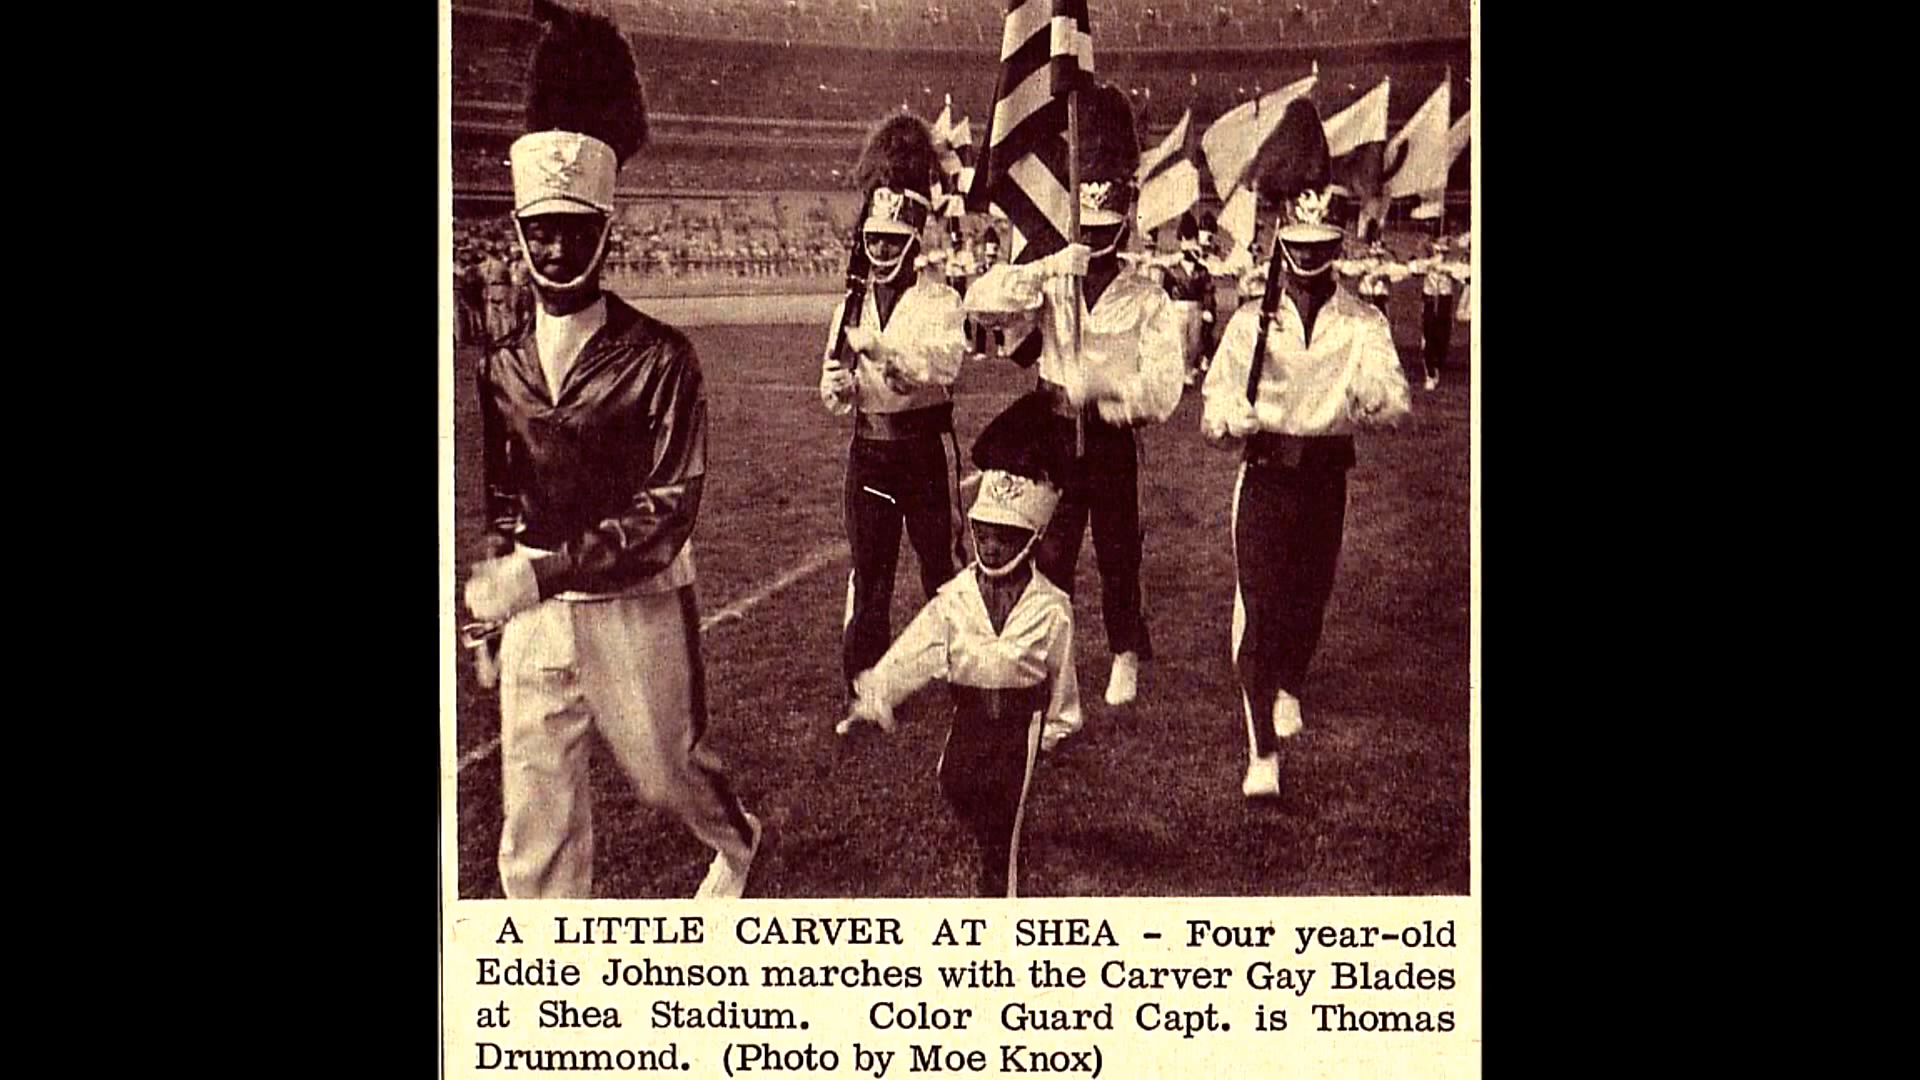 A LITTLE CARVER AT SHEA - Four year-old
Eddie Johnson marches with the Carver Gay Blades
at Shea Stadium. Color Guard Capt. is Thomas
Drummond. (Photo by Moe Knox)